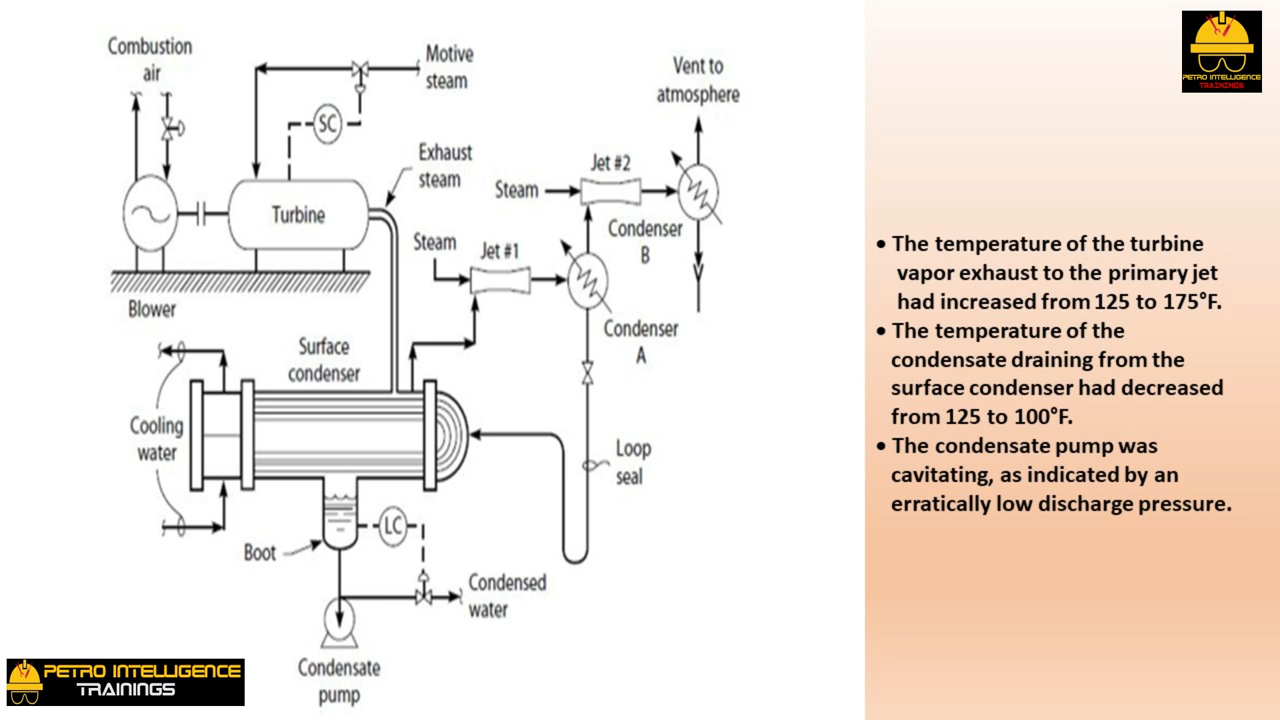 Combustion
air
Motive
steam
SC
Vent to
atmosphere
Exhaust
steam
Jet #2
Steam
Turbine
Steam
Jet #1
Condenser
B
Blower
Condenser
A
Surface
condenser
Cooling
water
Loop
seal
LC
Boot
Condensed
water
Condensate
pump
PETRO INTELLIGENCE
TRAININGS
PETRO INTELLIGENCE
TRAININGS
• The temperature of the turbine
vapor exhaust to the primary jet
had increased from 125 to 175°F.
• The temperature of the
condensate draining from the
surface condenser had decreased
from 125 to 100°F.
• The condensate pump was
cavitating, as indicated by an
erratically low discharge pressure.